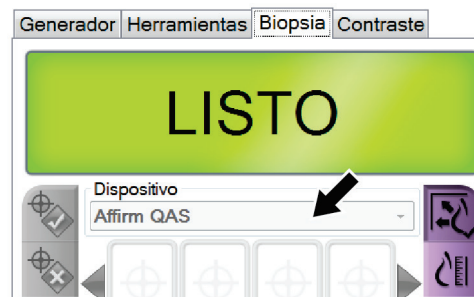 Generador Herramientas Biopsia Contraste
LISTO
Dispositivo
Affirm QAS